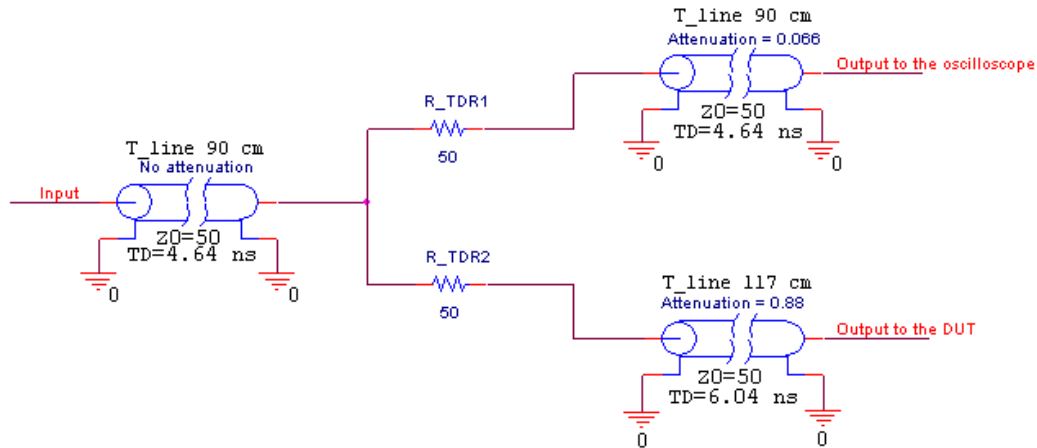 T_line 90 cm
Attenuation = 0.066
Output to the oscilloscope
Z0=50
TD=4.64 ns
0
0
R_TDR1
50
T_line 90 cm
No attenuation
Input
Z0=50
TD=4.64 ns
0
0
R_TDR2
50
T_line 117 cm
Attenuation = 0.88
Output to the DUT
Z0=50
TD=6.04 ns
0
0